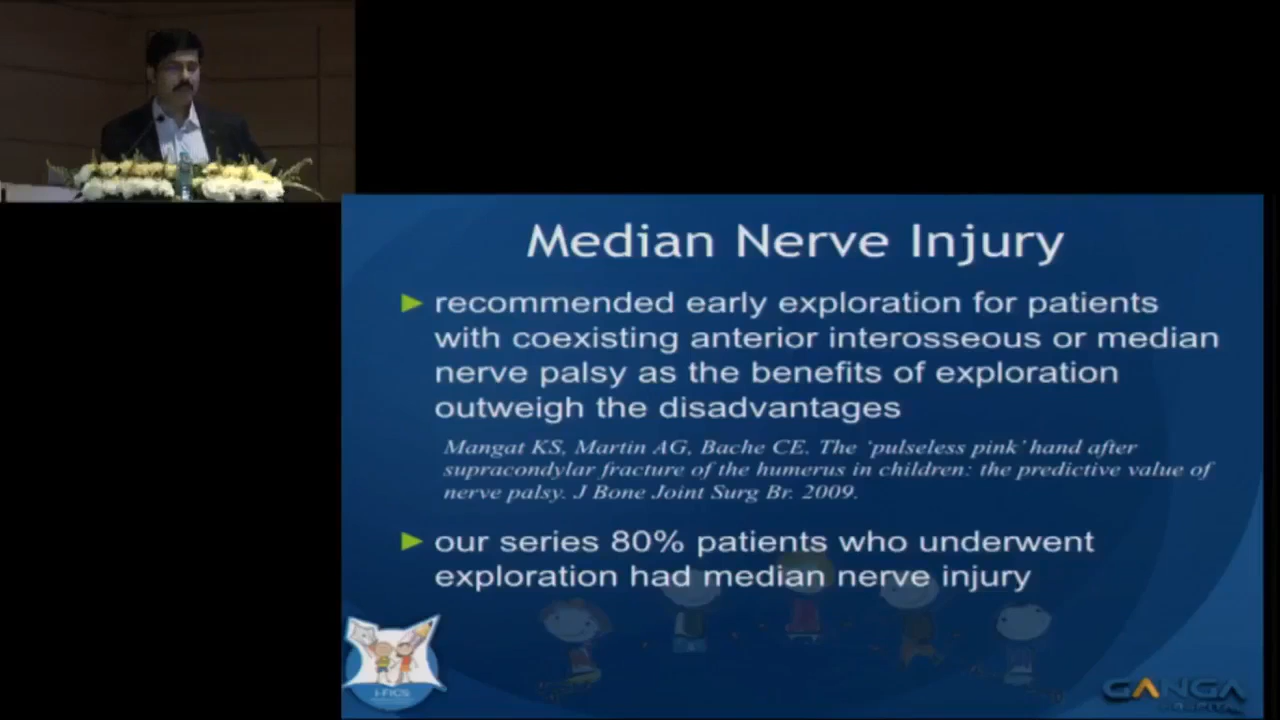 Median Nerve Injury
recommended early exploration for patients
with coexisting anterior interosseous or median
nerve palsy as the benefits of exploration
outweigh the disadvantages
Mangat KS, Martin AG, Bache CE. The ‘pulseless pink’ hand after
supracondylar fracture of the humerus in children: the predictive value of
nerve palsy. J Bone Joint Surg Br. 2009.
our series 80% patients who underwent
exploration had median nerve injury
I-FICS
GANGA
HOSPITAL